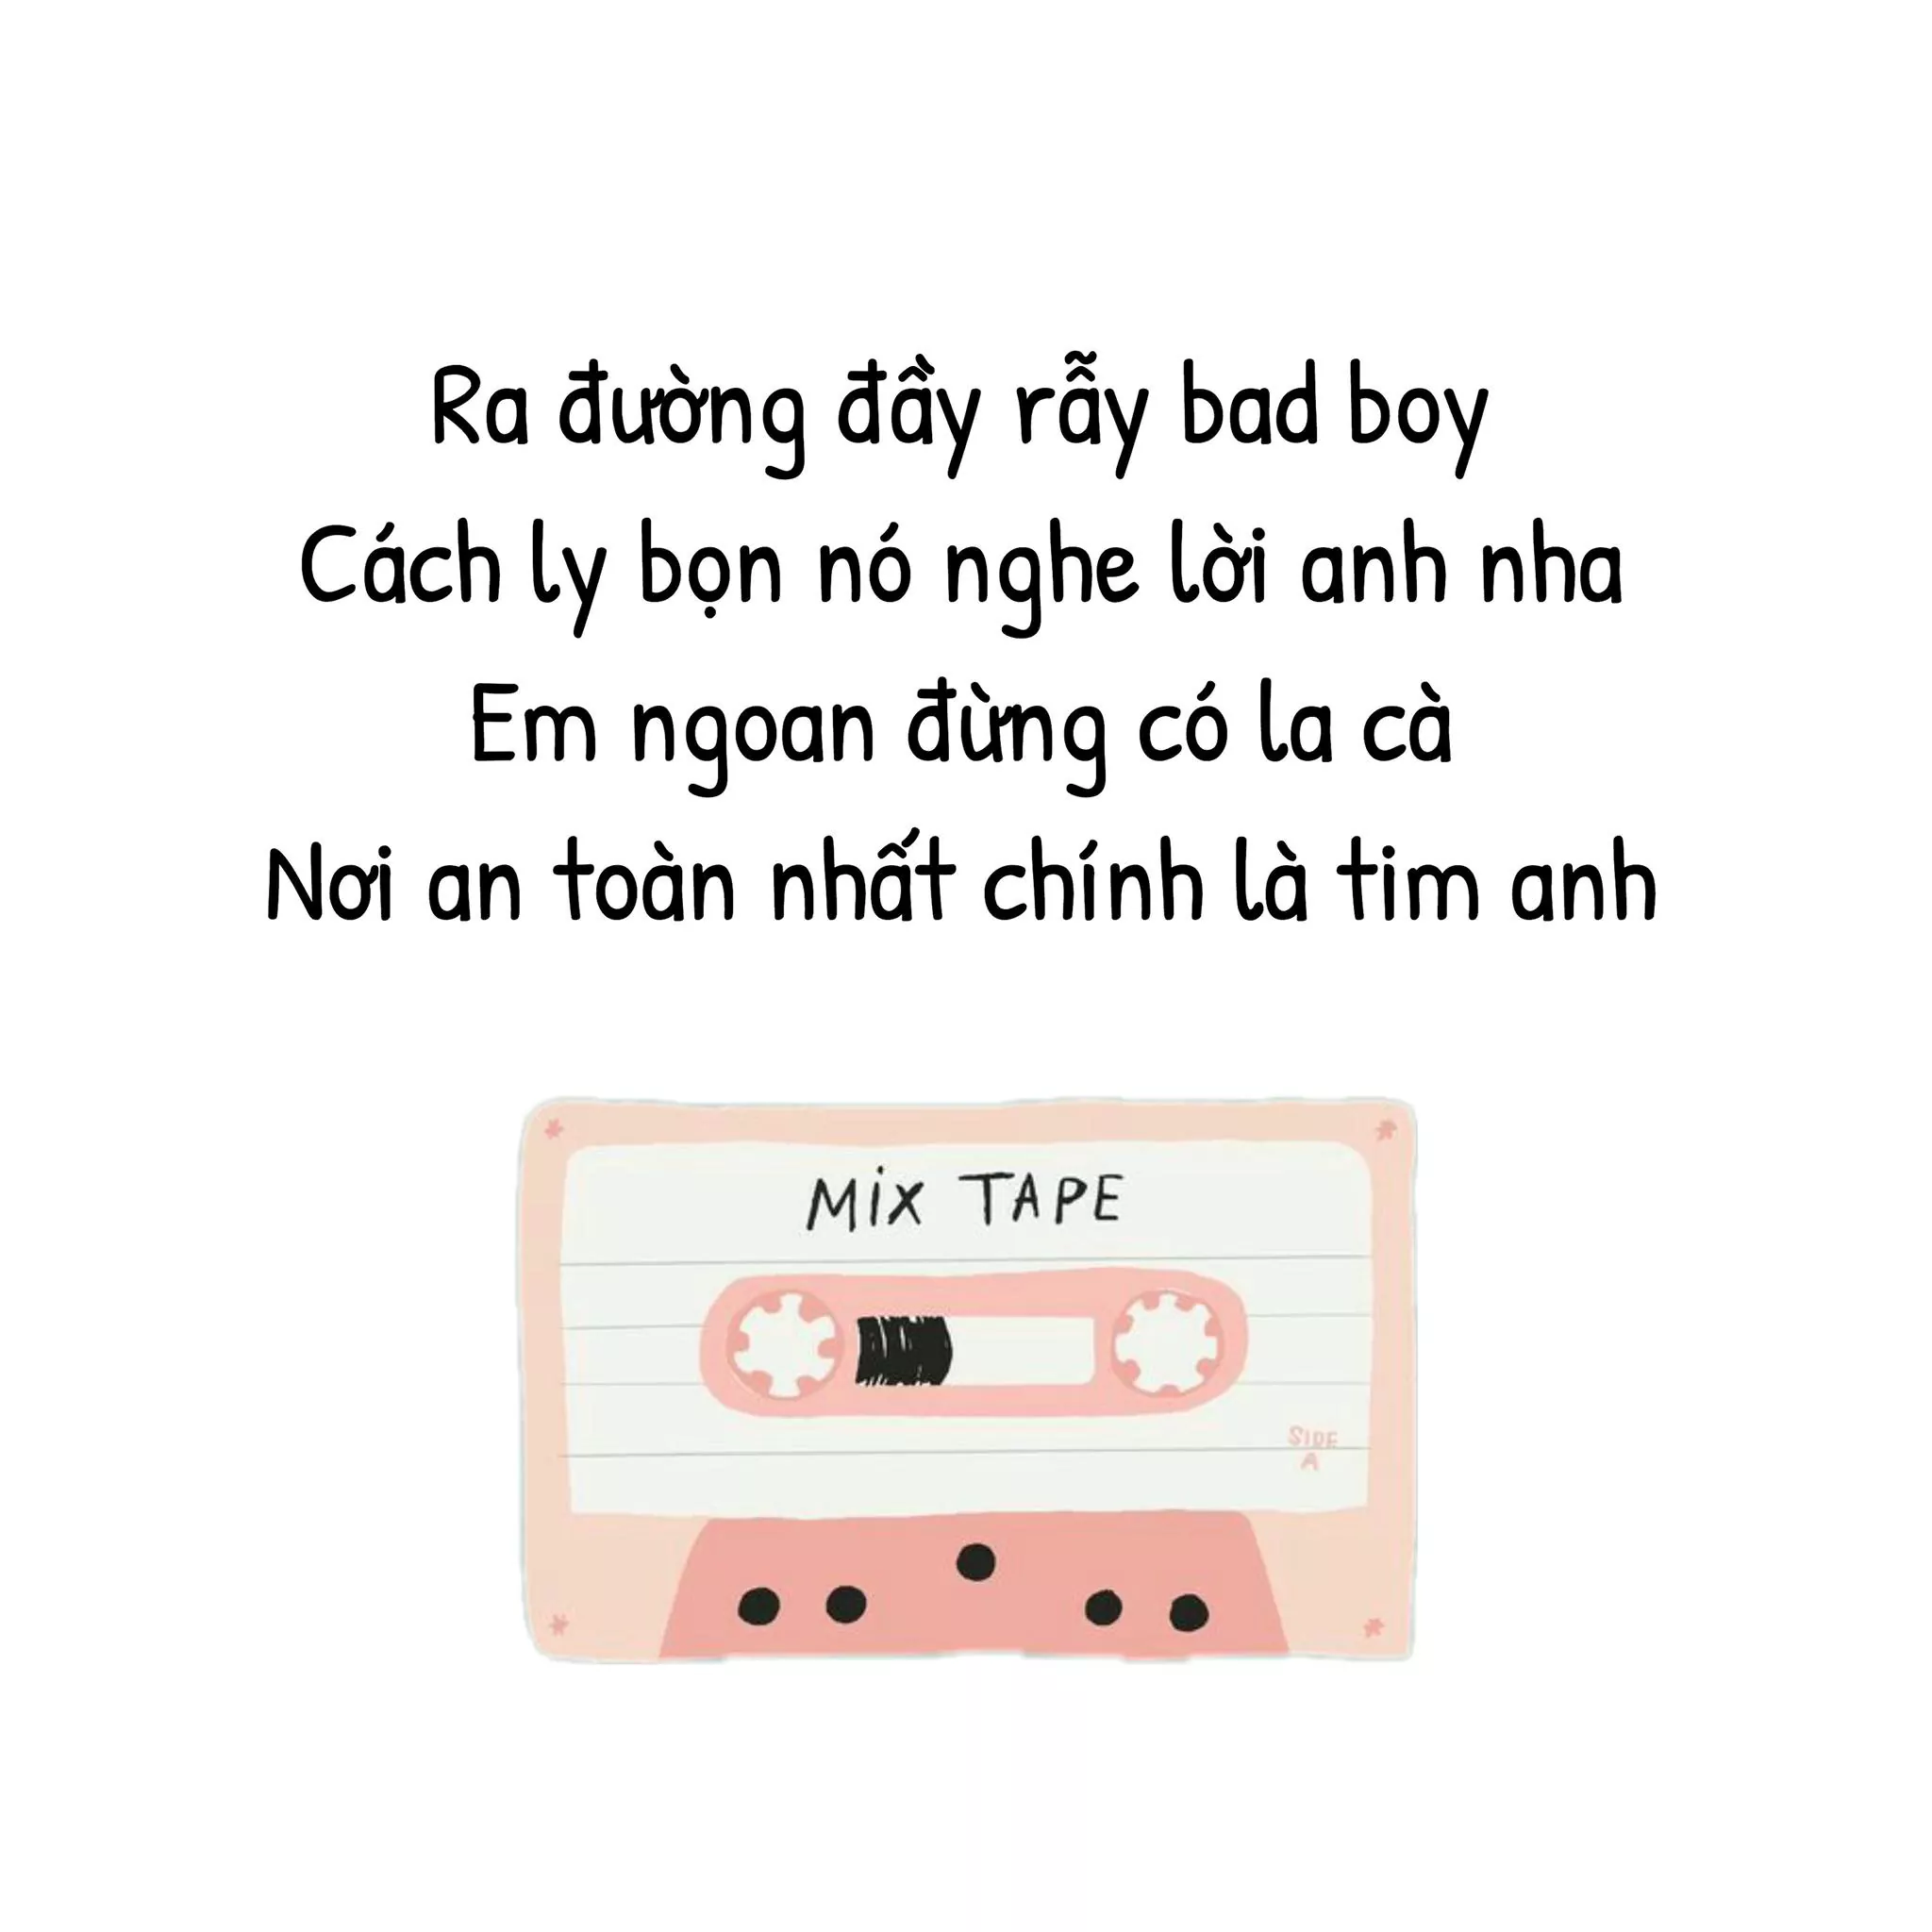 Ra đường đầy rẫy bad boy
Cách ly bọn nó nghe lời anh nha
Em ngoan đừng có la cà
Nơi an toàn nhất chính là tim anh
MiX TAPE
SIDE
A